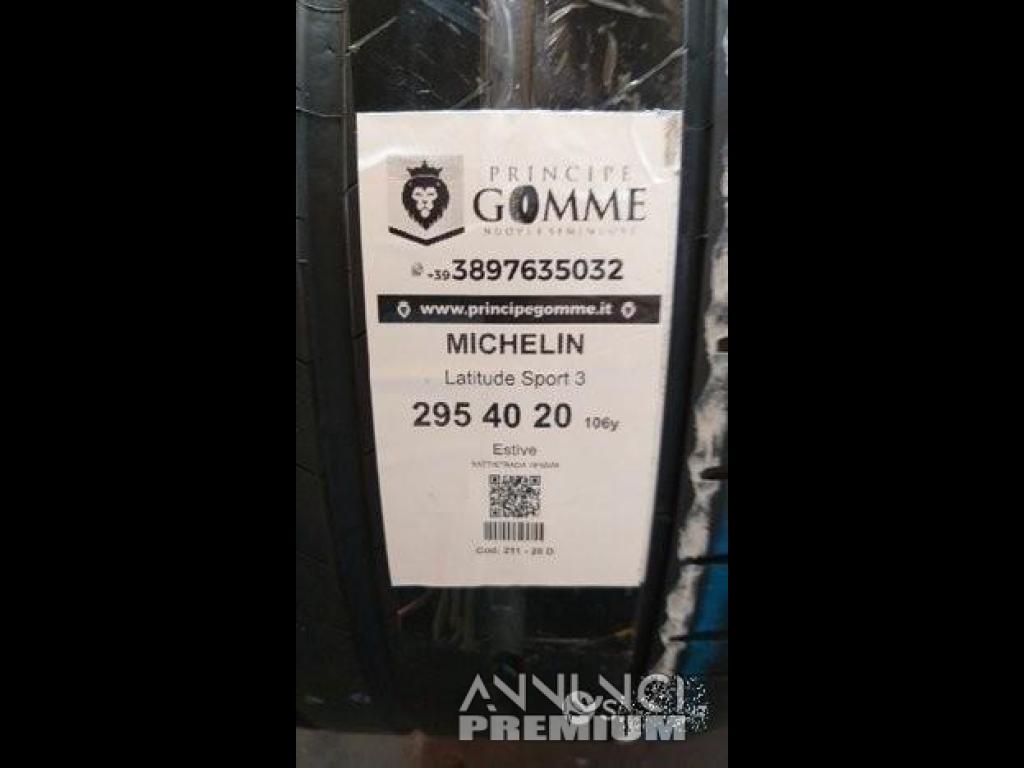 PRINCIPE
GOMME
+39 3897635032
www.principegomme.it
MICHELIN
Latitude Sport 3
295 40 20 106y
Estive
Cod: 211 - 20 D
ANNUNCI
PREMIUM